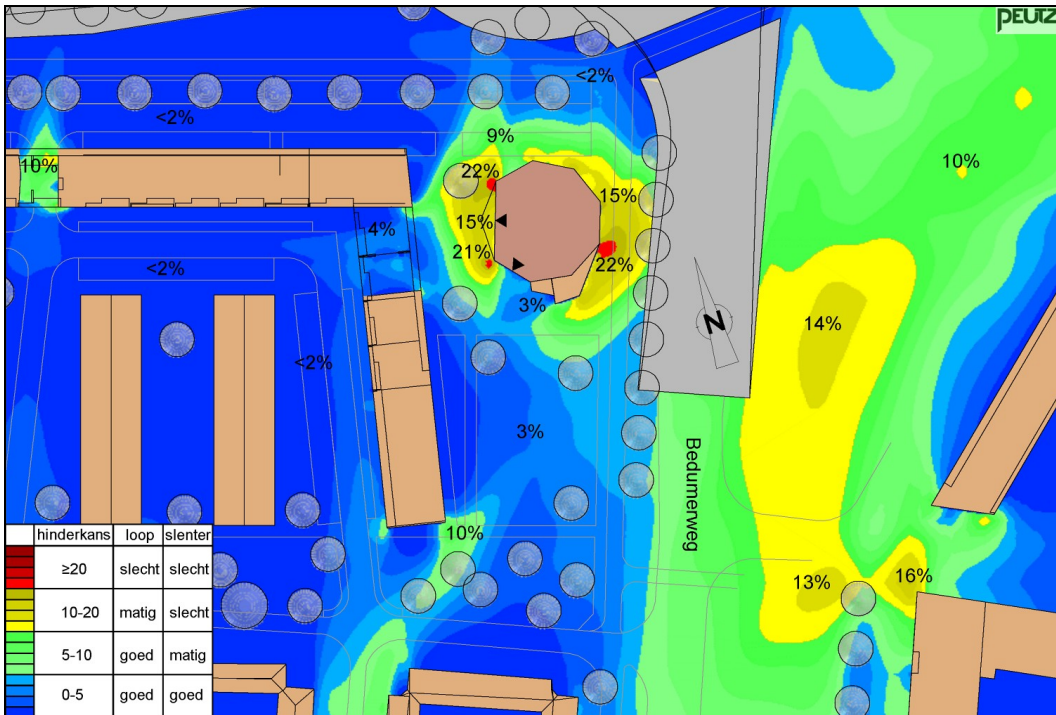 PEUTZ
<2%
<2%
9%
10%
22%
15%
10%
15%
4%
21%
22%
<2%
3%
N
14%
<2%
3%
Bedumerweg
10%
13%
16%
hinderkans loop slenter
≥20 slecht slecht
10-20 matig slecht
5-10 goed matig
0-5 goed goed